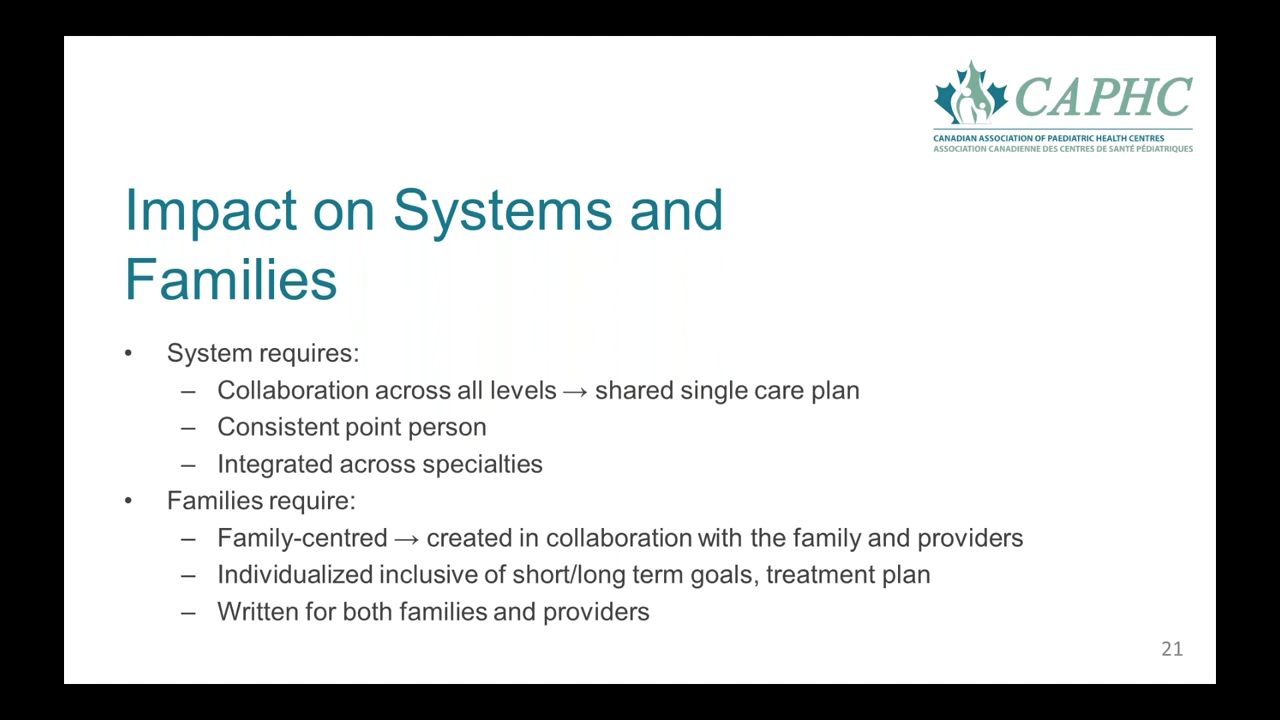 CAPHC
CANADIAN ASSOCIATION OF PAEDIATRIC HEALTH CENTRES
ASSOCIATION CANADIENNE DES CENTRES DE SANTÉ PÉDIATRIQUES
Impact on Systems and
Families
• System requires:
– Collaboration across all levels → shared single care plan
– Consistent point person
– Integrated across specialties
• Families require:
– Family-centred → created in collaboration with the family and providers
– Individualized inclusive of short/long term goals, treatment plan
– Written for both families and providers
21